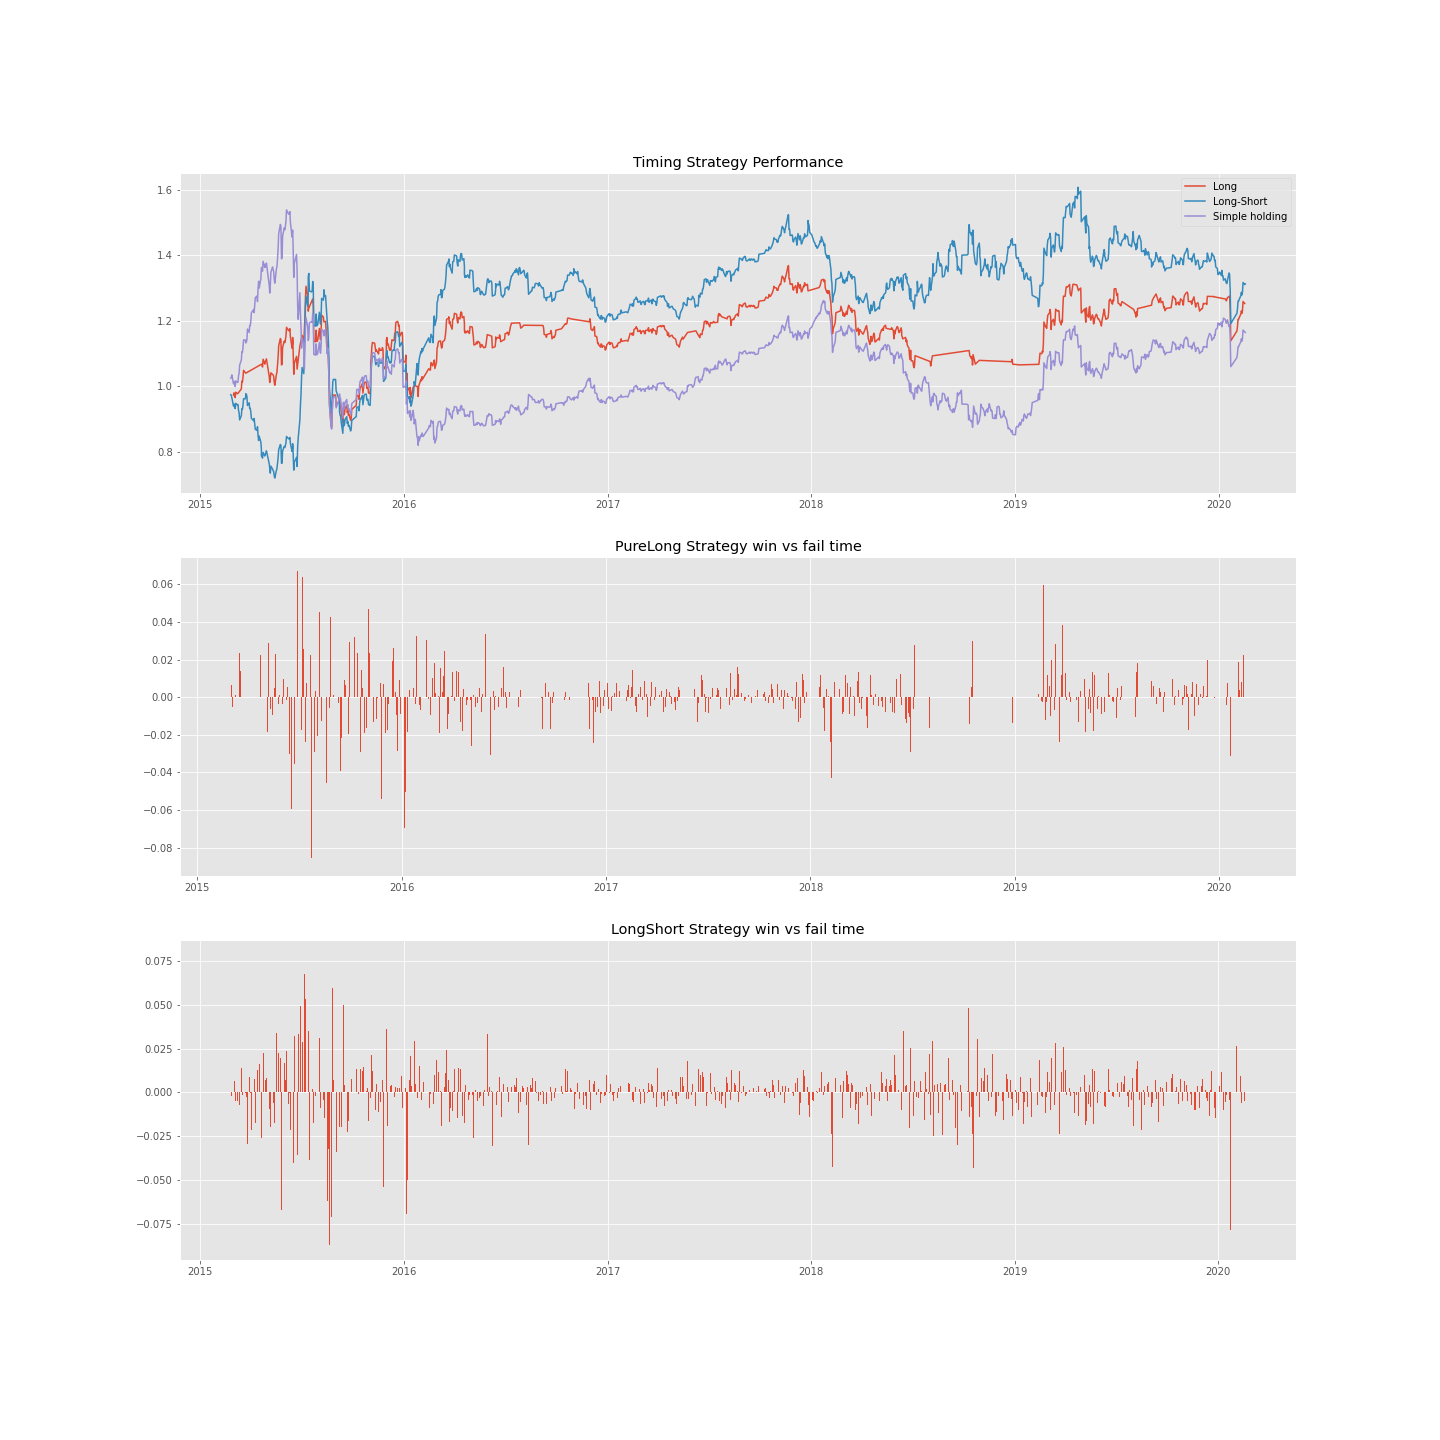 Timing Strategy Performance
1.6
1.4
1.2
1.0
0.8
Long
Long-Short
Simple holding
2015 2016 2017 2018 2019 2020
PureLong Strategy win vs fail time
0.06
0.04
0.02
0.00
−0.02
−0.04
−0.06
−0.08
2015 2016 2017 2018 2019 2020
LongShort Strategy win vs fail time
0.075
0.050
0.025
0.000
−0.025
−0.050
−0.075
2015 2016 2017 2018 2019 2020